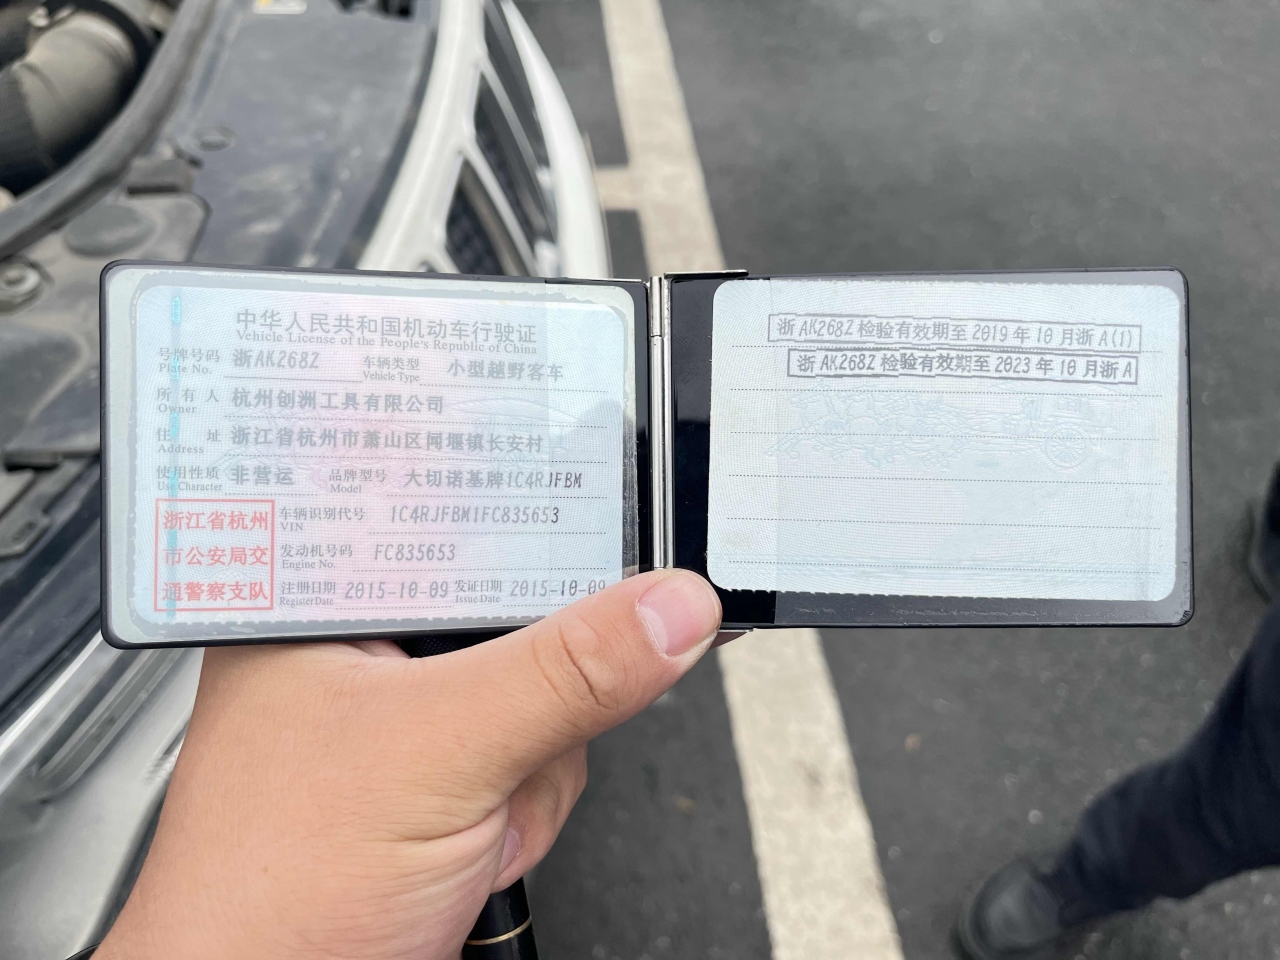 中华人民共和国机动车行驶证
Vehicle License of the People's Republic of China
号牌号码 浙AK268Z 车辆类型 小型越野客车
Plate No. Vehicle Type
所有人 杭州创洲工具有限公司
Owner
住址 浙江省杭州市萧山区闻堰镇长安村
Address
使用性质 非营运 品牌型号 大切诺基牌1C4RJFBM
Use Character Model
浙江省杭州
市公安局交
通警察支队
车辆识别代号 1C4RJFBM1FC835653
VIN
发动机号码 FC835653
Engine No.
注册日期 2015-10-09 发证日期 2015-10-09
Register Date Issue Date
浙AK268Z检验有效期至2019年10月浙A(1)
浙AK268Z检验有效期至2023年10月浙A